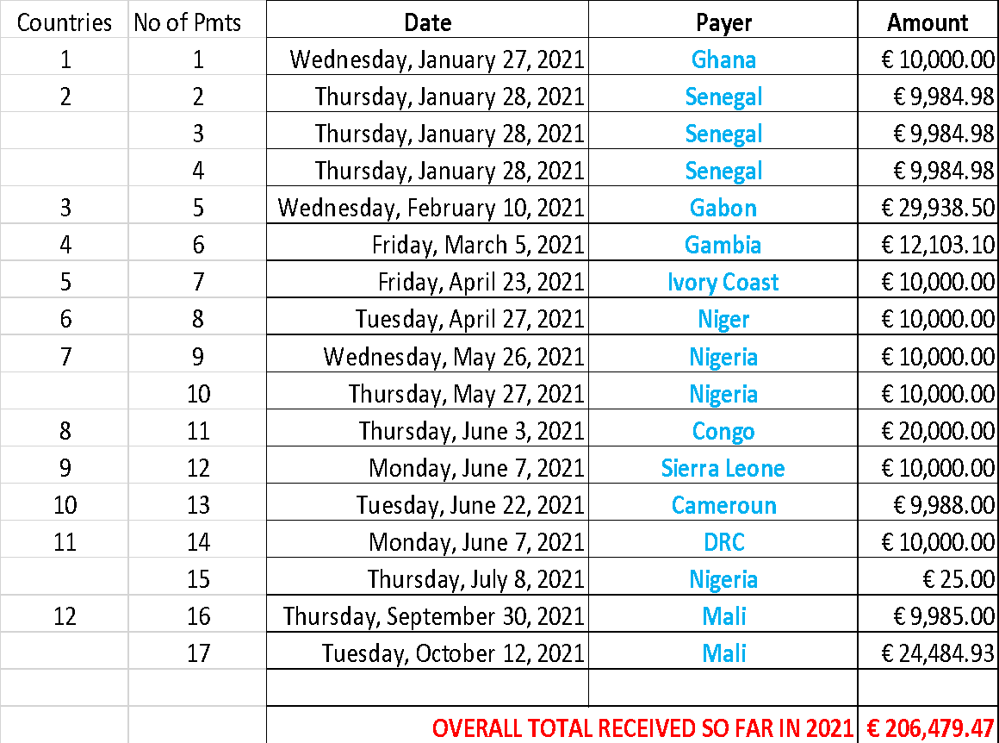 Countries No of Pmts Date Payer Amount
1 1 Wednesday, January 27, 2021 Ghana € 10,000.00
2 2 Thursday, January 28, 2021 Senegal € 9,984.98
3 Thursday, January 28, 2021 Senegal € 9,984.98
4 Thursday, January 28, 2021 Senegal € 9,984.98
3 5 Wednesday, February 10, 2021 Gabon € 29,938.50
4 6 Friday, March 5, 2021 Gambia € 12,103.10
5 7 Friday, April 23, 2021 Ivory Coast € 10,000.00
6 8 Tuesday, April 27, 2021 Niger € 10,000.00
7 9 Wednesday, May 26, 2021 Nigeria € 10,000.00
10 Thursday, May 27, 2021 Nigeria € 10,000.00
8 11 Thursday, June 3, 2021 Congo € 20,000.00
9 12 Monday, June 7, 2021 Sierra Leone € 10,000.00
10 13 Tuesday, June 22, 2021 Cameroun € 9,988.00
11 14 Monday, June 7, 2021 DRC € 10,000.00
15 Thursday, July 8, 2021 Nigeria € 25.00
12 16 Thursday, September 30, 2021 Mali € 9,985.00
17 Tuesday, October 12, 2021 Mali € 24,484.93
OVERALL TOTAL RECEIVED SO FAR IN 2021 € 206,479.47